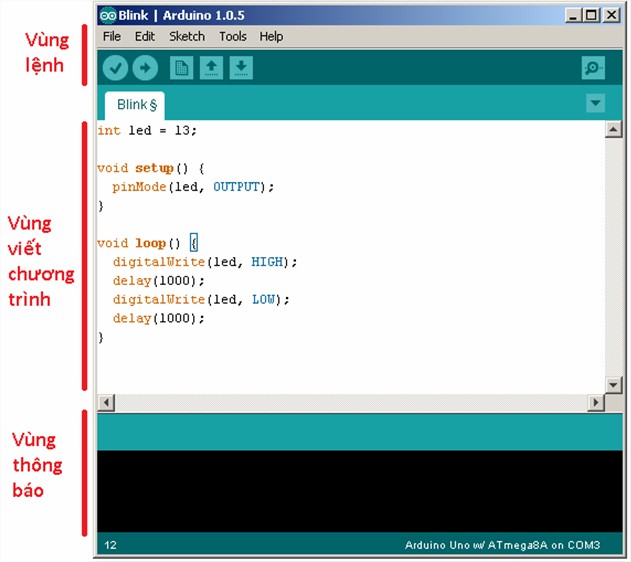 Blink | Arduino 1.0.5
File Edit Sketch Tools Help
Vùng
lệnh
Blink§
Vùng
viết
chương
trình
int led = 13;
void setup() {
  pinMode(led, OUTPUT);
}
void loop() {
  digitalWrite(led, HIGH);
  delay(1000);
  digitalWrite(led, LOW);
  delay(1000);
}
Vùng
thông
báo
12
Arduino Uno w/ ATmega8A on COM3